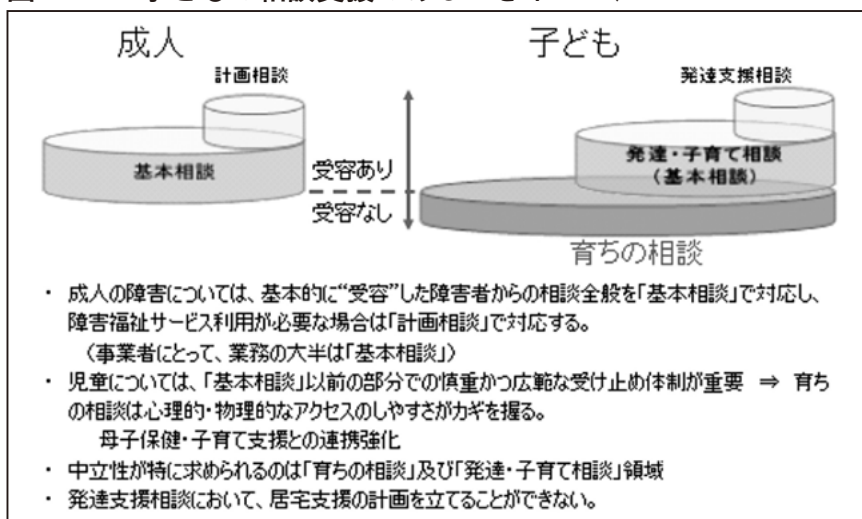 成人
子ども
計画相談
発達支援相談
基本相談
受容あり
発達・子育て相談
（基本相談）
受容なし
育ちの相談
・ 成人の障害については、基本的に“受容”した障害者からの相談全般を「基本相談」で対応し、
障害福祉サービス利用が必要な場合は「計画相談」で対応する。
（事業者にとって、業務の大半は「基本相談」）
・ 児童については、「基本相談」以前の部分での慎重かつ広範な受け止め体制が重要 ⇒ 育ち
の相談は心理的・物理的なアクセスのしやすさがカギを握る。
母子保健・子育て支援との連携強化
・ 中立性が特に求められるのは「育ちの相談」及び「発達・子育て相談」領域
・ 発達支援相談において、居宅支援の計画を立てることができない。